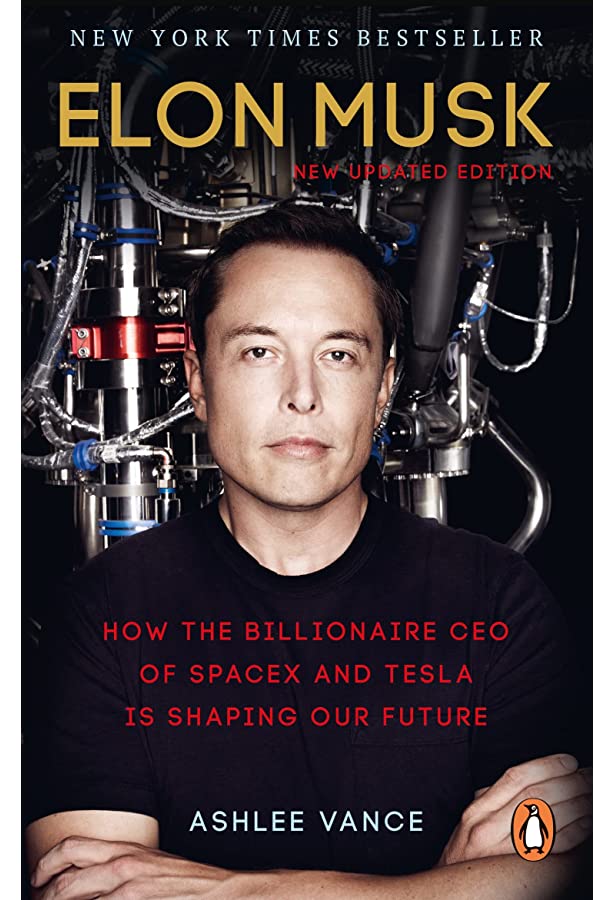 NEW YORK TIMES BESTSELLER
ELON MUSK
NEW UPDATED EDITION
HOW THE BILLIONAIRE CEO
OF SPACEX AND TESLA
IS SHAPING OUR FUTURE
ASHLEE VANCE